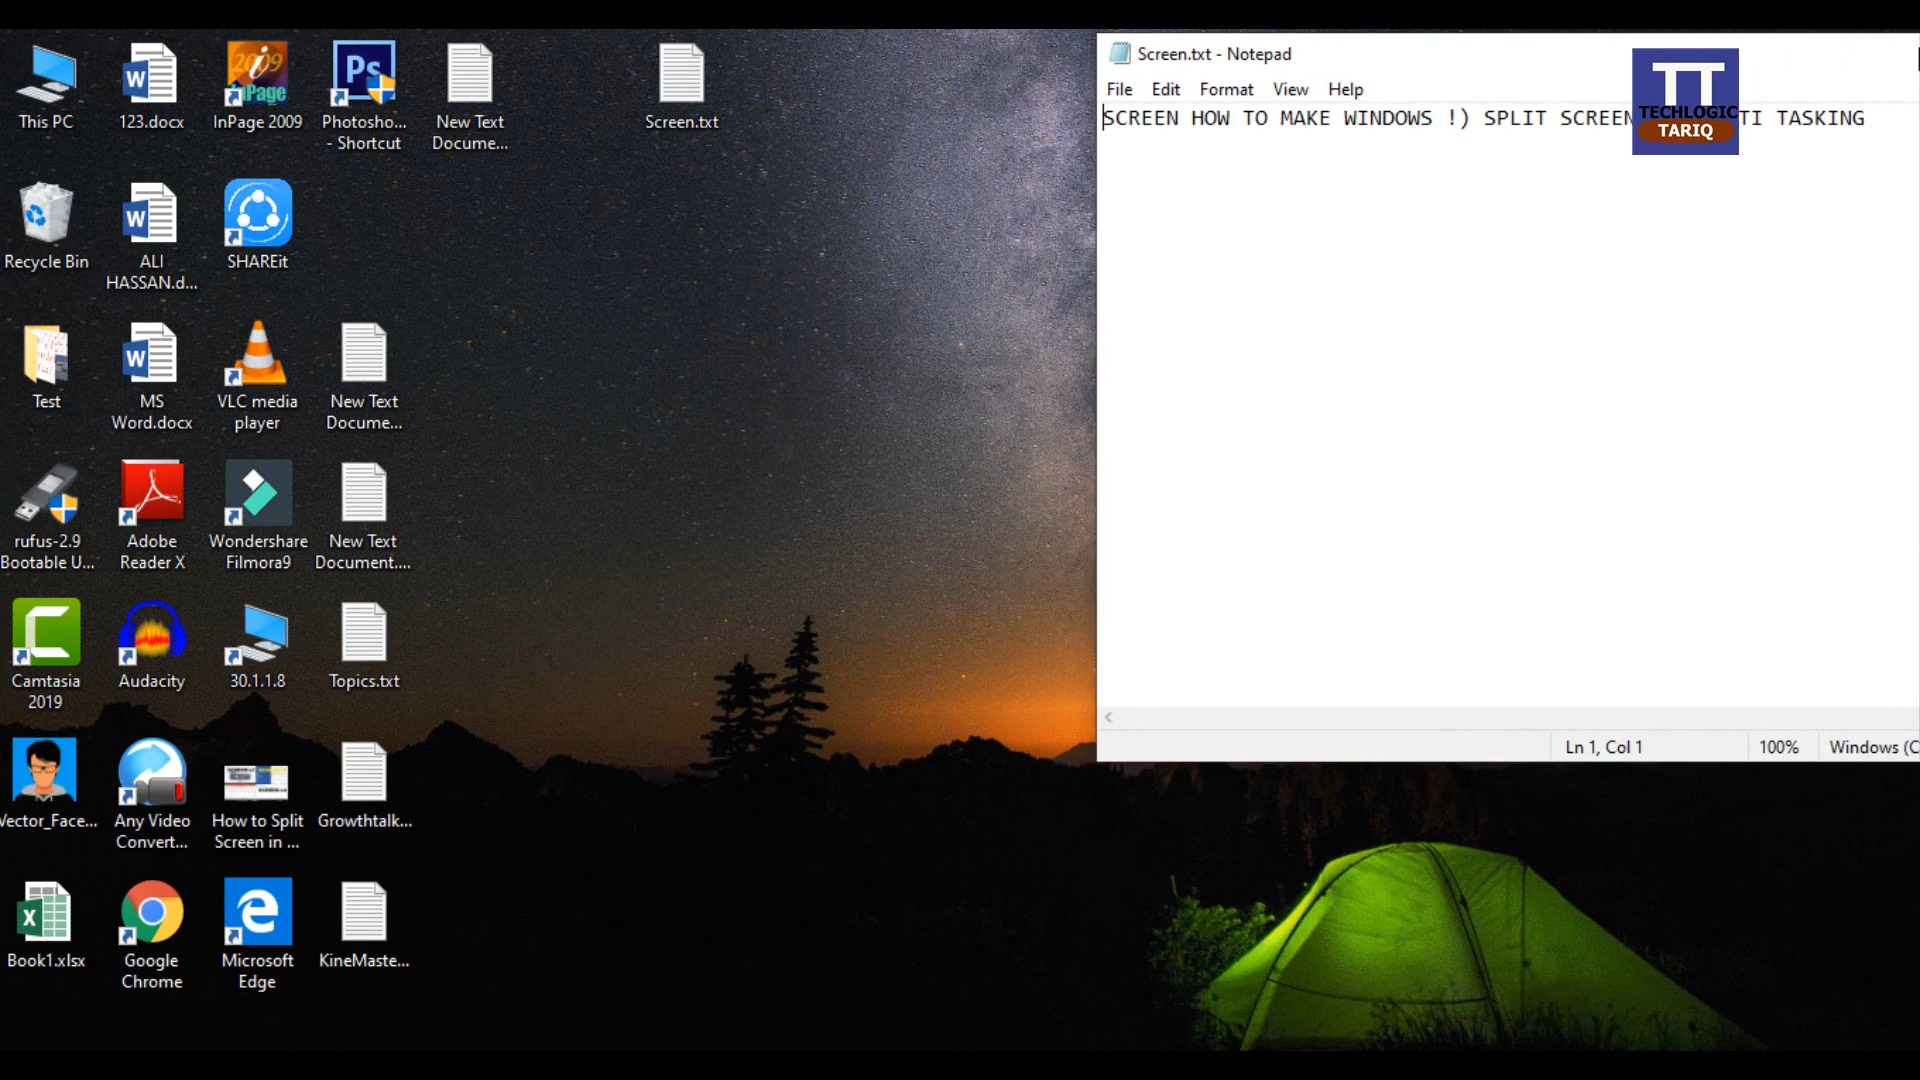 This PC
123.docx
InPage 2009
Photosho...
- Shortcut
New Text
Docume...
Screen.txt
Recycle Bin
ALI
HASSAN.d...
SHAREit
Test
MS
Word.docx
VLC media
player
New Text
Docume...
rufus-2.9
Bootable U...
Adobe
Reader X
Wondershare
Filmora9
New Text
Document....
Camtasia
2019
Audacity
30.1.1.8
Topics.txt
Vector_Face...
Any Video
Convert...
How to Split
Screen in ...
Growthtalk...
Book1.xlsx
Google
Chrome
Microsoft
Edge
KineMaste...
Screen.txt - Notepad
File Edit Format View Help
SCREEN HOW TO MAKE WINDOWS !) SPLIT SCREEN TI TASKING
TT
TECHLOGIC
TARIQ
Ln 1, Col 1 100% Windows (C
2009
InPage
Ps